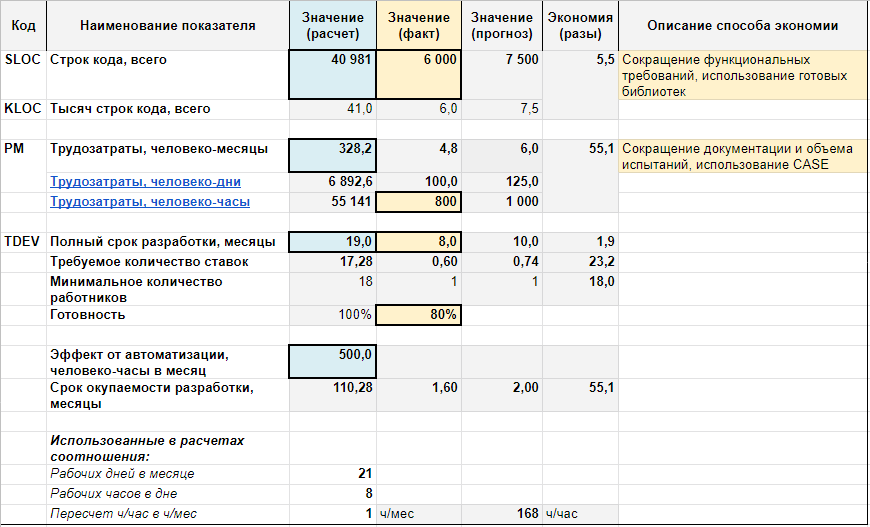 Код Наименование показателя Значение (расчет) Значение (факт) Значение (прогноз) Экономия (разы) Описание способа экономии
SLOC Строк кода, всего 40 981 6 000 7 500 5,5 Сокращение функциональных
требований, использование готовых
библиотек
KLOC Тысяч строк кода, всего 41,0 6,0 7,5
PM Трудозатраты, человеко-месяцы 328,2 4,8 6,0 55,1 Сокращение документации и объема
испытаний, использование CASE
Трудозатраты, человеко-дни 6 892,6 100,0 125,0
Трудозатраты, человеко-часы 55 141 800 1 000
TDEV Полный срок разработки, месяцы 19,0 8,0 10,0 1,9
Требуемое количество ставок 17,28 0,60 0,74 23,2
Минимальное количество
работников 18 1 1 18,0
Готовность 100% 80%
Эффект от автоматизации,
человеко-часы в месяц 500,0
Срок окупаемости разработки,
месяцы 110,28 1,60 2,00 55,1
Использованные в расчетах
соотношения:
Рабочих дней в месяце 21
Рабочих часов в дне 8
Пересчет ч/час в ч/мес 1 ч/мес 168 ч/час